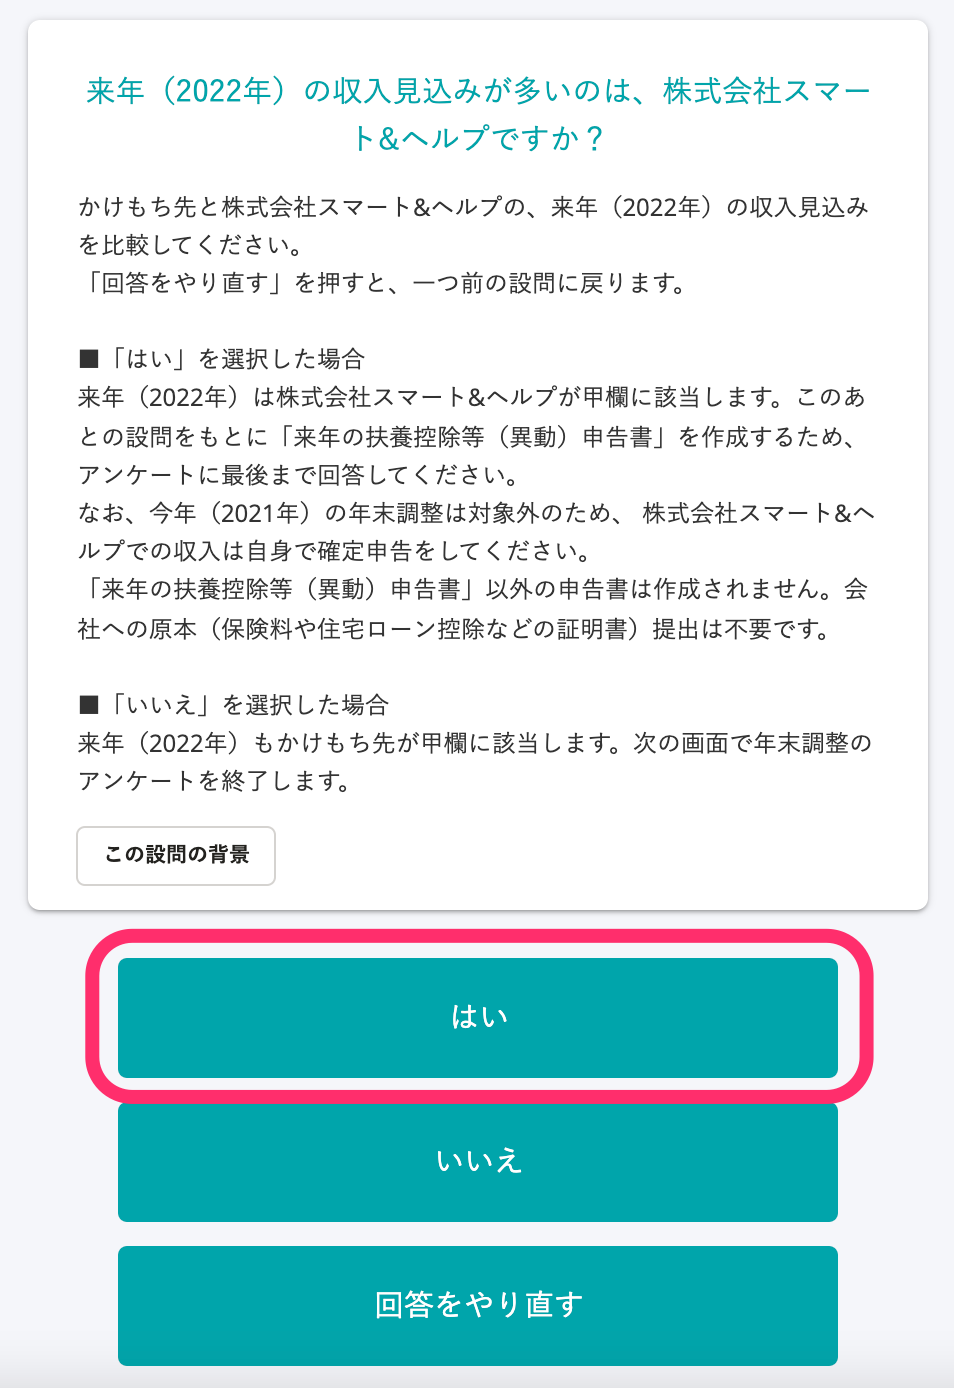 来年（2022年）の収入見込みが多いのは、株式会社スマー
ト&ヘルプですか？
かけもち先と株式会社スマート&ヘルプの、来年（2022年）の収入見込み
を比較してください。
「回答をやり直す」を押すと、一つ前の設問に戻ります。
■「はい」を選択した場合
来年（2022年）は株式会社スマート&ヘルプが甲欄に該当します。このあ
との設問をもとに「来年の扶養控除等（異動）申告書」を作成するため、
アンケートに最後まで回答してください。
なお、今年（2021年）の年末調整は対象外のため、 株式会社スマート&ヘ
ルプでの収入は自身で確定申告をしてください。
「来年の扶養控除等（異動）申告書」以外の申告書は作成されません。会
社への原本（保険料や住宅ローン控除などの証明書）提出は不要です。
■「いいえ」を選択した場合
来年（2022年）もかけもち先が甲欄に該当します。次の画面で年末調整の
アンケートを終了します。
この設問の背景
はい
いいえ
回答をやり直す